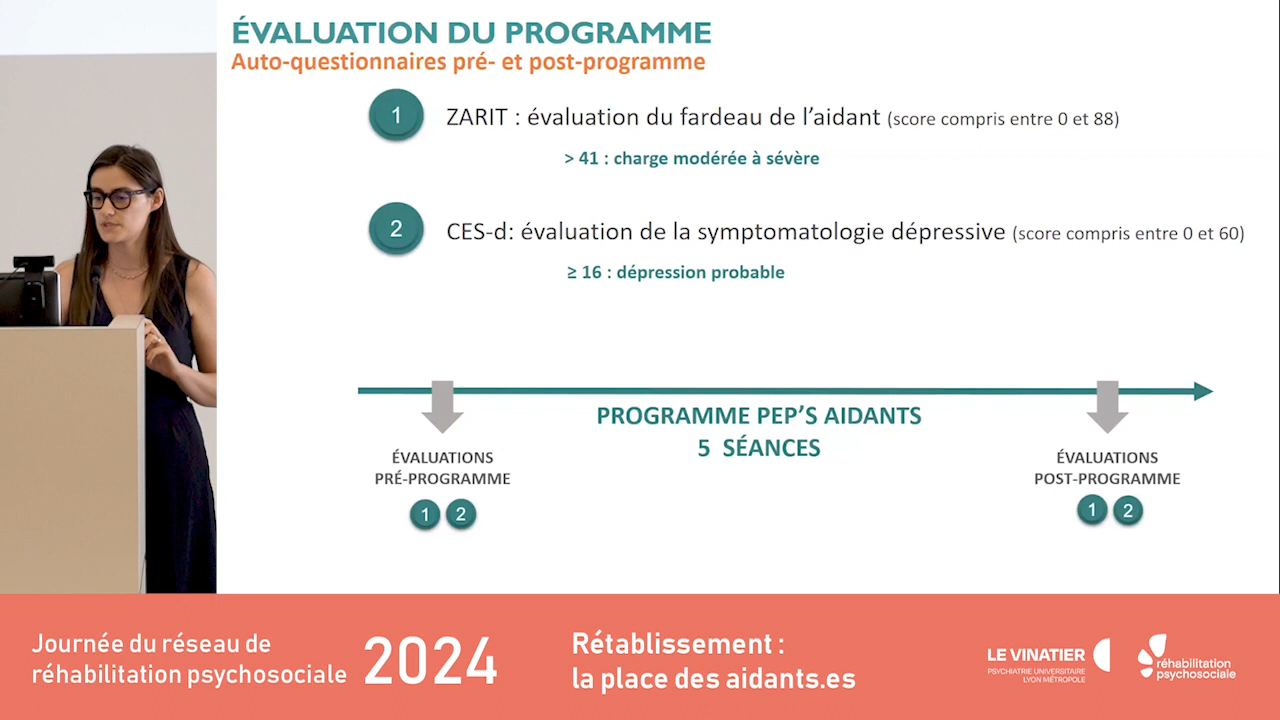 ÉVALUATION DU PROGRAMME
Auto-questionnaires pré- et post-programme
1
ZARIT : évaluation du fardeau de l'aidant (score compris entre 0 et 88)
> 41 : charge modérée à sévère
2
CES-d: évaluation de la symptomatologie dépressive (score compris entre 0 et 60)
≥ 16 : dépression probable
PROGRAMME PEP'S AIDANTS
5 SÉANCES
ÉVALUATIONS
PRÉ-PROGRAMME
1 2
ÉVALUATIONS
POST-PROGRAMME
1 2
Journée du réseau de
réhabilitation psychosociale
2024
Rétablissement :
la place des aidants.es
LE VINATIER
PSYCHIATRIE UNIVERSITAIRE
LYON MÉTROPOLE
réhabilitation
psychosociale